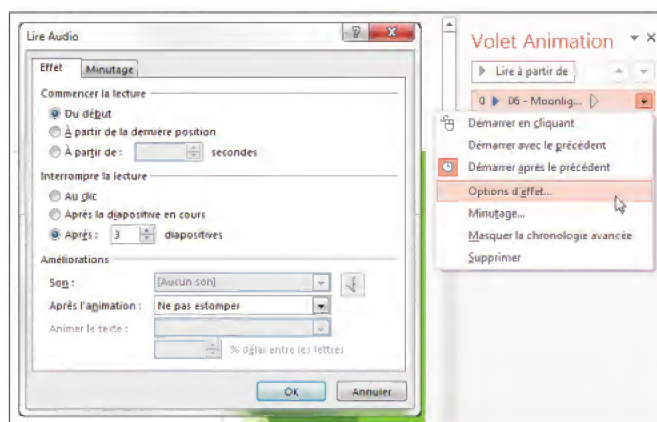 Lire Audio
Effet Minutage
Commencer la lecture
Du début
À partir de la dernière position
À partir de : secondes
Interrompre la lecture
Au clic
Après la diapositive en cours
Après : 3 diapositives
Améliorations
Son : [Aucun son]
Après l'animation : Ne pas estomper
Animer le texte :
% délai entre les lettres
OK Annuler
Volet Animation
Lire à partir de
0 06 - Moonlig...
Démarrer en cliquant
Démarrer avec le précédent
Démarrer après le précédent
Options d'effet...
Minutage...
Masquer la chronologie avancée
Supprimer